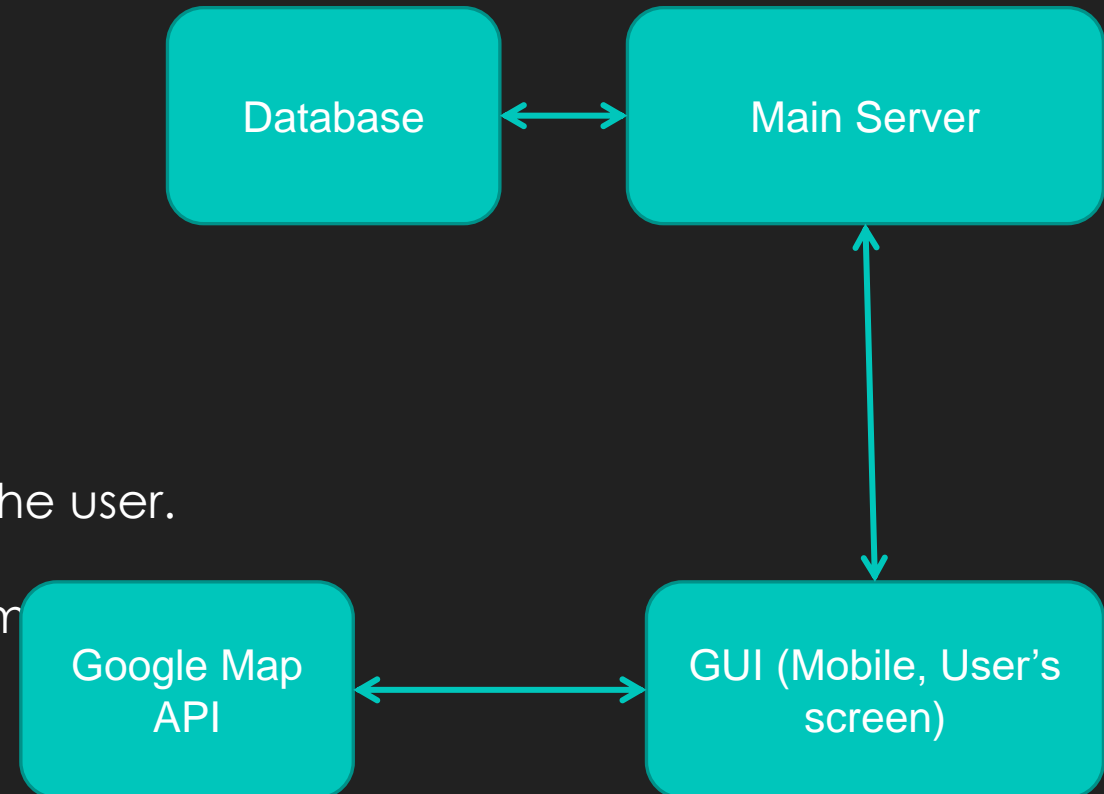 Database
Main Server
he user.
Google Map
API
GUI (Mobile, User’s
screen)